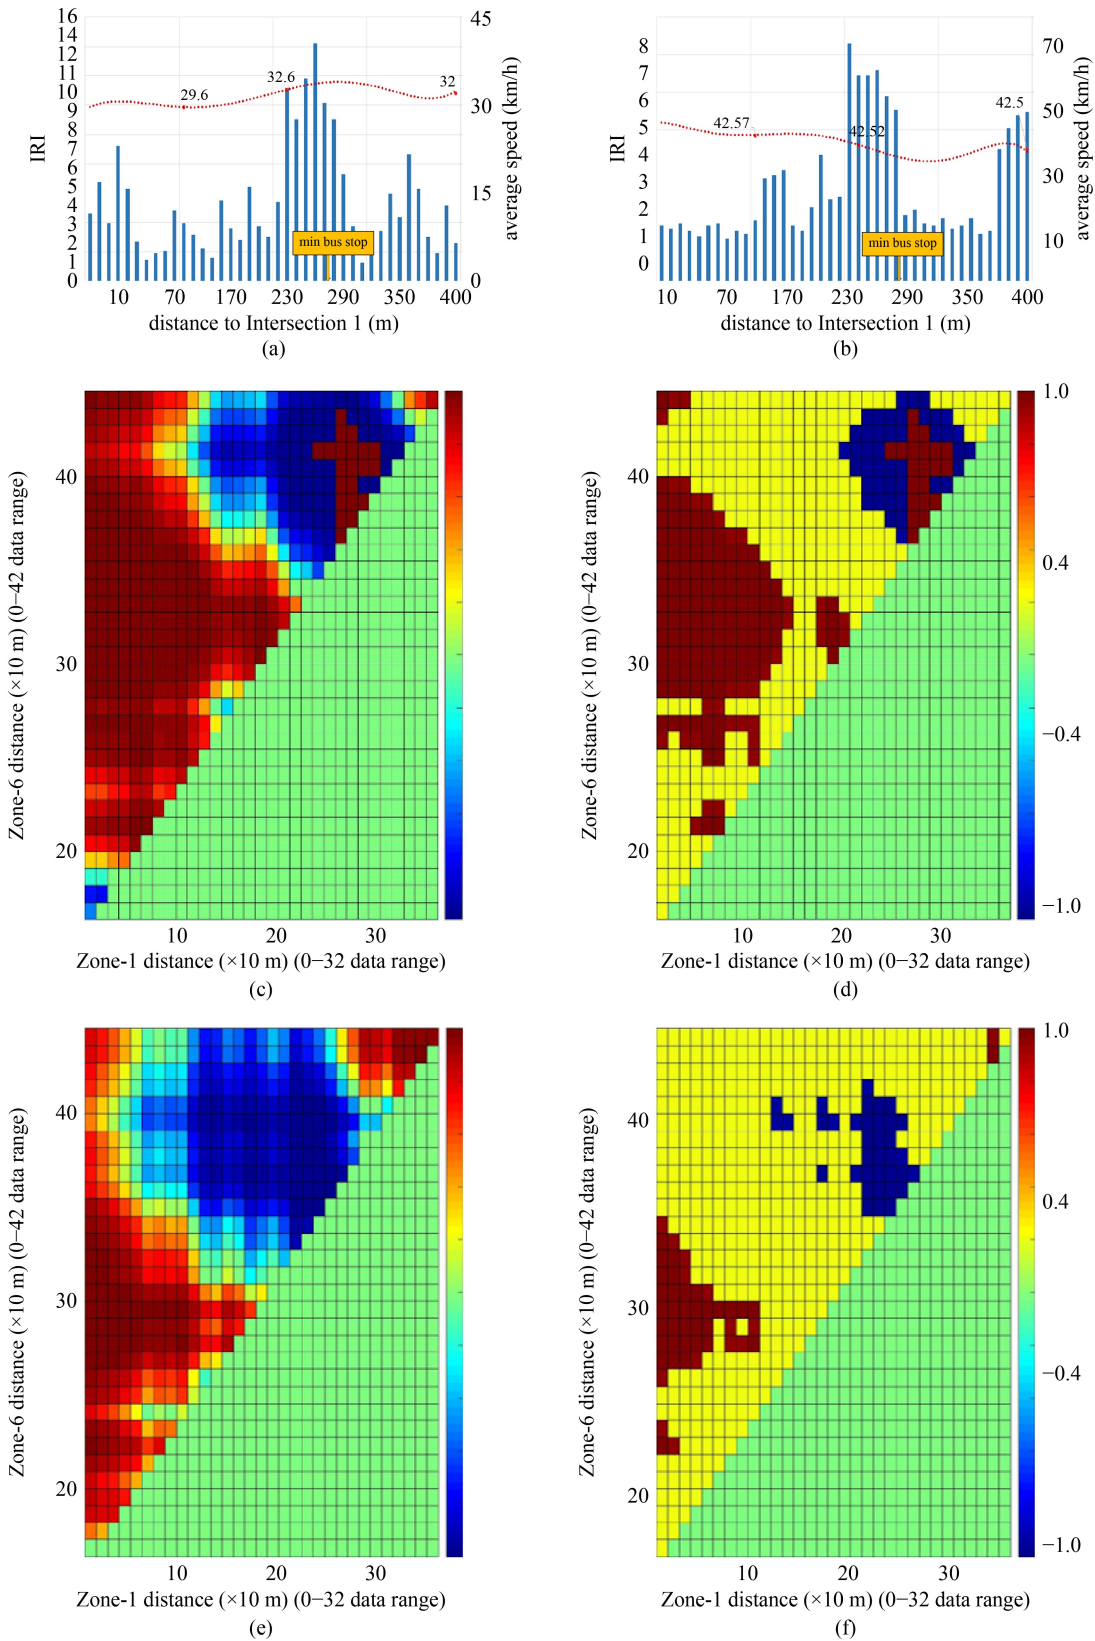 16
14
12
11
10
9
8
7
6
5
4
3
2
1
0
IRI
45
30
15
0
average speed (km/h)
29.6
32.6
32
min bus stop
10 70 170 230 290 350 400
distance to Intersection 1 (m)
(a)
8
7
6
5
4
3
2
1
0
IRI
70
50
30
10
average speed (km/h)
42.57
42.52
42.5
min bus stop
10 70 170 230 290 350 400
distance to Intersection 1 (m)
(b)
40
30
20
Zone-6 distance (×10 m) (0−42 data range)
10 20 30
Zone-1 distance (×10 m) (0−32 data range)
(c)
40
30
20
Zone-6 distance (×10 m) (0−42 data range)
1.0
0.4
−0.4
−1.0
10 20 30
Zone-1 distance (×10 m) (0−32 data range)
(d)
40
30
20
Zone-6 distance (×10 m) (0−42 data range)
10 20 30
Zone-1 distance (×10 m) (0−32 data range)
(e)
40
30
20
Zone-6 distance (×10 m) (0−42 data range)
1.0
0.4
−0.4
−1.0
10 20 30
Zone-1 distance (×10 m) (0−32 data range)
(f)